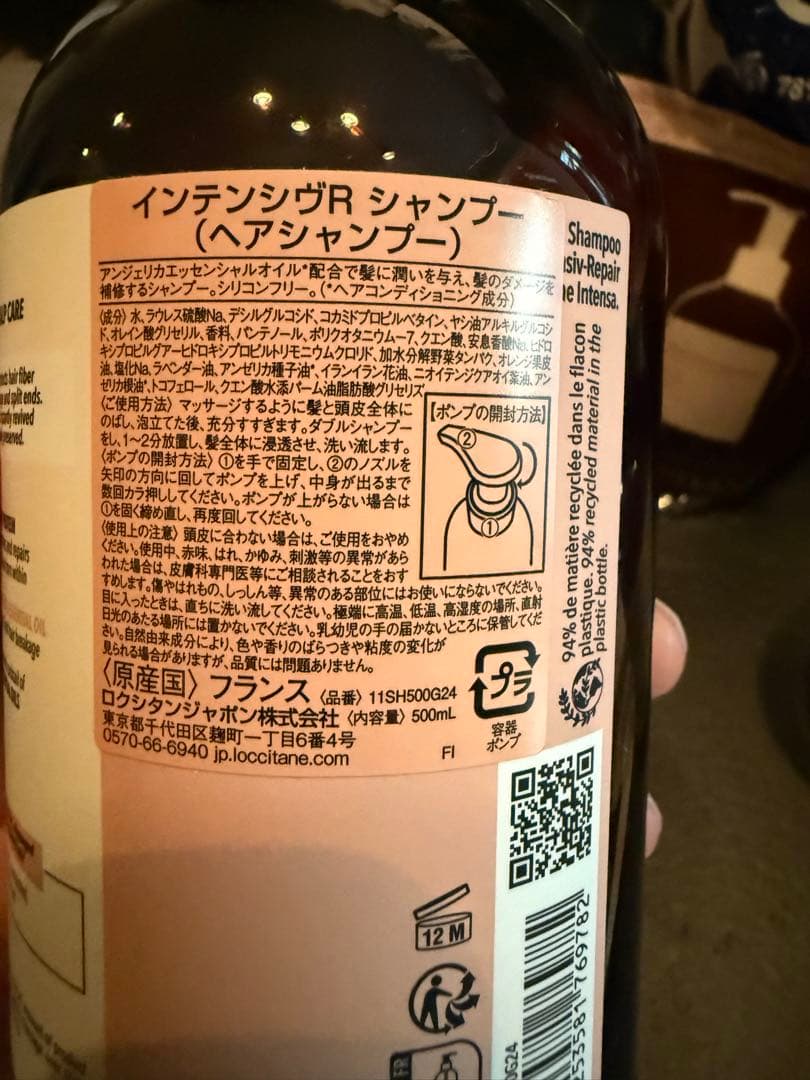 インテンシヴR シャンプー
(ヘアシャンプー)
アンジェリカエッセンシャルオイル*配合で髪に潤いを与え、髪のダメージを
補修するシャンプー。シリコンフリー。(*ヘアコンディショニング成分)
〈成分〉水、ラウレス硫酸Na、デシルグルコシド、コカミドプロピルベタイン、ヤシ油アルキルグルコシ
ド、オレイン酸グリセリル、香料、パンテノール、ポリクオタニウム-7、クエン酸、安息香酸Na、ヒドロ
キシプロピルグアーヒドロキシプロピルトリモニウムクロリド、加水分解野菜タンパク、オレンジ果皮
油、塩化Na、ラベンダー油、アンゼリカ種子油*、イランイラン花油、ニオイテンジクアオイ葉油、アン
ゼリカ根油*、トコフェロール、クエン酸水添パーム油脂肪酸グリセリズ
〈ご使用方法〉マッサージするように髪と頭皮全体に
のばし、泡立てた後、充分すすぎます。ダブルシャンプー
をし、1〜2分放置し、髪全体に浸透させ、洗い流します。
〈ポンプの開封方法〉①を手で固定し、②のノズルを
矢印の方向に回してポンプを上げ、中身が出るまで
数回カラ押ししてください。ポンプが上がらない場合は
①を固く締め直し、再度回してください。
【ポンプの開封方法】
②
①
〈使用上の注意〉頭皮に合わない場合は、ご使用をおやめ
ください。使用中、赤味、はれ、かゆみ、刺激等の異常があら
われた場合は、皮膚科専門医等にご相談されることをおす
すめします。傷やはれもの、しっしん等、異常のある部位にはお使いにならないでください。
目に入ったときは、直ちに洗い流してください。極端に高温、低温、高湿度の場所、直射
日光のあたる場所には置かないでください。乳幼児の手の届かないところに保管してくだ
さい。自然由来成分により、色や香りのばらつきや粘度の変化が
見られる場合がありますが、品質には問題ありません。
〈原産国〉フランス 〈品番〉11SH500G24
ロクシタンジャポン株式会社 〈内容量〉500mL
東京都千代田区麹町一丁目6番4号
0570-66-6940 jp.loccitane.com
FI
プラ
容器
ポンプ
Shampoo
Intensa.
94% de matière recyclée dans le flacon
plastique. 94% recycled material in the
plastic bottle.
12 M
FR
CARE
hair fiber
and split ends.
revived
preserved.
repairs
within
OIL
breakage